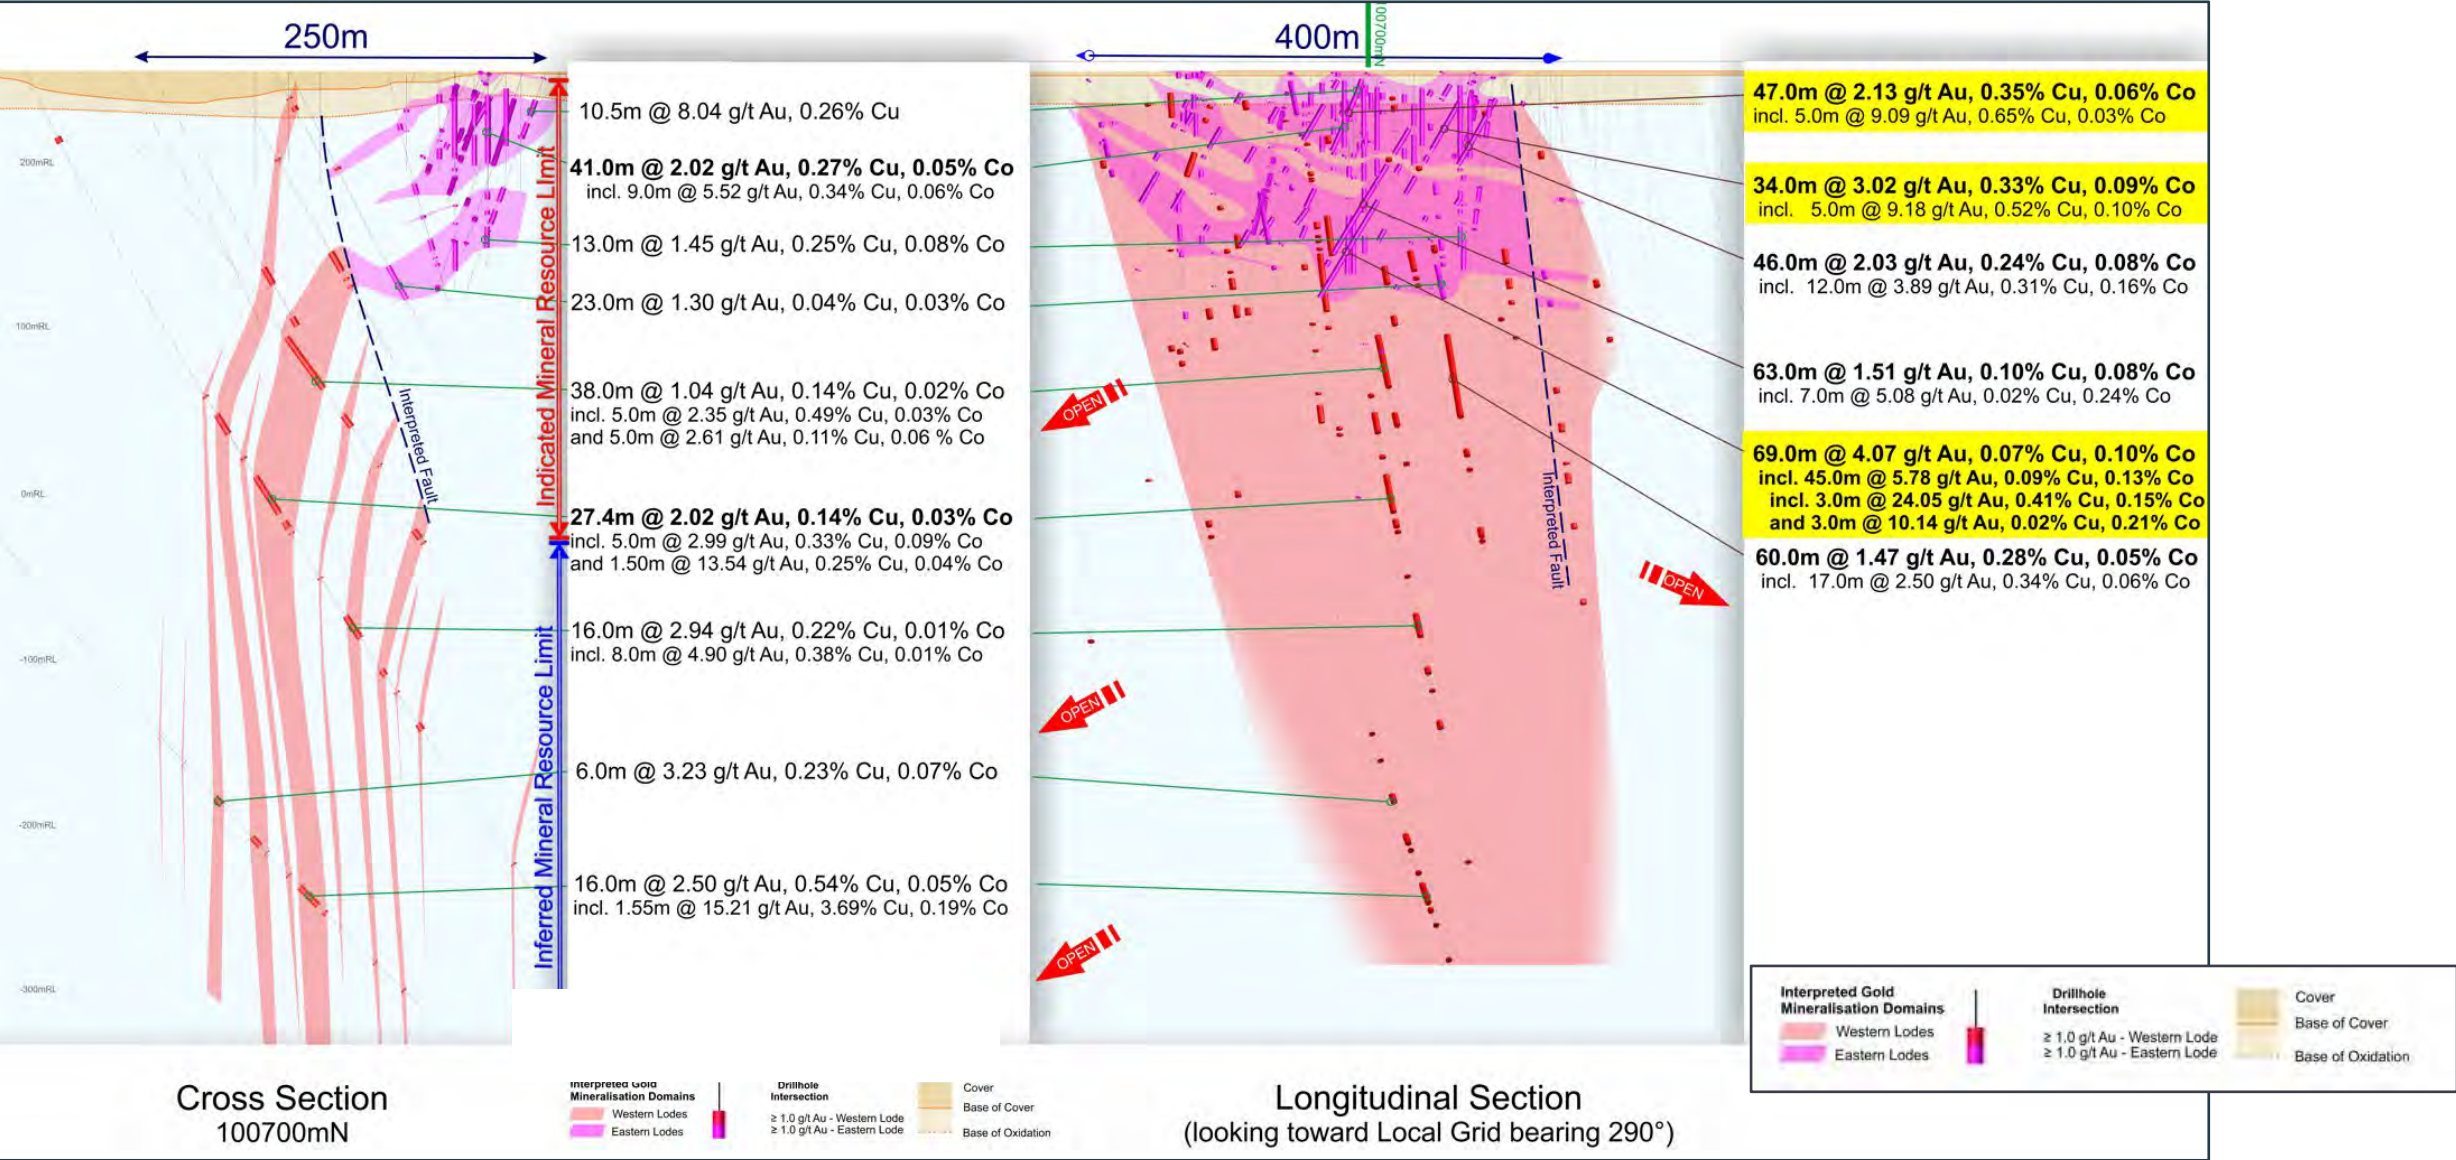 250m
200mRL
100mRL
0mRL
-100mRL
-200mRL
-300mRL
Interpreted Fault
Indicated Mineral Resource Limit
Inferred Mineral Resource Limit
10.5m @ 8.04 g/t Au, 0.26% Cu
41.0m @ 2.02 g/t Au, 0.27% Cu, 0.05% Co
incl. 9.0m @ 5.52 g/t Au, 0.34% Cu, 0.06% Co
13.0m @ 1.45 g/t Au, 0.25% Cu, 0.08% Co
23.0m @ 1.30 g/t Au, 0.04% Cu, 0.03% Co
38.0m @ 1.04 g/t Au, 0.14% Cu, 0.02% Co
incl. 5.0m @ 2.35 g/t Au, 0.49% Cu, 0.03% Co
and 5.0m @ 2.61 g/t Au, 0.11% Cu, 0.06 % Co
27.4m @ 2.02 g/t Au, 0.14% Cu, 0.03% Co
incl. 5.0m @ 2.99 g/t Au, 0.33% Cu, 0.09% Co
and 1.50m @ 13.54 g/t Au, 0.25% Cu, 0.04% Co
16.0m @ 2.94 g/t Au, 0.22% Cu, 0.01% Co
incl. 8.0m @ 4.90 g/t Au, 0.38% Cu, 0.01% Co
6.0m @ 3.23 g/t Au, 0.23% Cu, 0.07% Co
16.0m @ 2.50 g/t Au, 0.54% Cu, 0.05% Co
incl. 1.55m @ 15.21 g/t Au, 3.69% Cu, 0.19% Co
Cross Section
100700mN
Interpreted Gold
Mineralisation Domains
Western Lodes
Eastern Lodes
Drillhole
Intersection
≥ 1.0 g/t Au - Western Lode
≥ 1.0 g/t Au - Eastern Lode
Cover
Base of Cover
Base of Oxidation
400m
100700mN
OPEN
OPEN
OPEN
Interpreted Fault
OPEN
Longitudinal Section
(looking toward Local Grid bearing 290°)
47.0m @ 2.13 g/t Au, 0.35% Cu, 0.06% Co
incl. 5.0m @ 9.09 g/t Au, 0.65% Cu, 0.03% Co
34.0m @ 3.02 g/t Au, 0.33% Cu, 0.09% Co
incl. 5.0m @ 9.18 g/t Au, 0.52% Cu, 0.10% Co
46.0m @ 2.03 g/t Au, 0.24% Cu, 0.08% Co
incl. 12.0m @ 3.89 g/t Au, 0.31% Cu, 0.16% Co
63.0m @ 1.51 g/t Au, 0.10% Cu, 0.08% Co
incl. 7.0m @ 5.08 g/t Au, 0.02% Cu, 0.24% Co
69.0m @ 4.07 g/t Au, 0.07% Cu, 0.10% Co
incl. 45.0m @ 5.78 g/t Au, 0.09% Cu, 0.13% Co
incl. 3.0m @ 24.05 g/t Au, 0.41% Cu, 0.15% Co
and 3.0m @ 10.14 g/t Au, 0.02% Cu, 0.21% Co
60.0m @ 1.47 g/t Au, 0.28% Cu, 0.05% Co
incl. 17.0m @ 2.50 g/t Au, 0.34% Cu, 0.06% Co
Interpreted Gold
Mineralisation Domains
Western Lodes
Eastern Lodes
Drillhole
Intersection
≥ 1.0 g/t Au - Western Lode
≥ 1.0 g/t Au - Eastern Lode
Cover
Base of Cover
Base of Oxidation